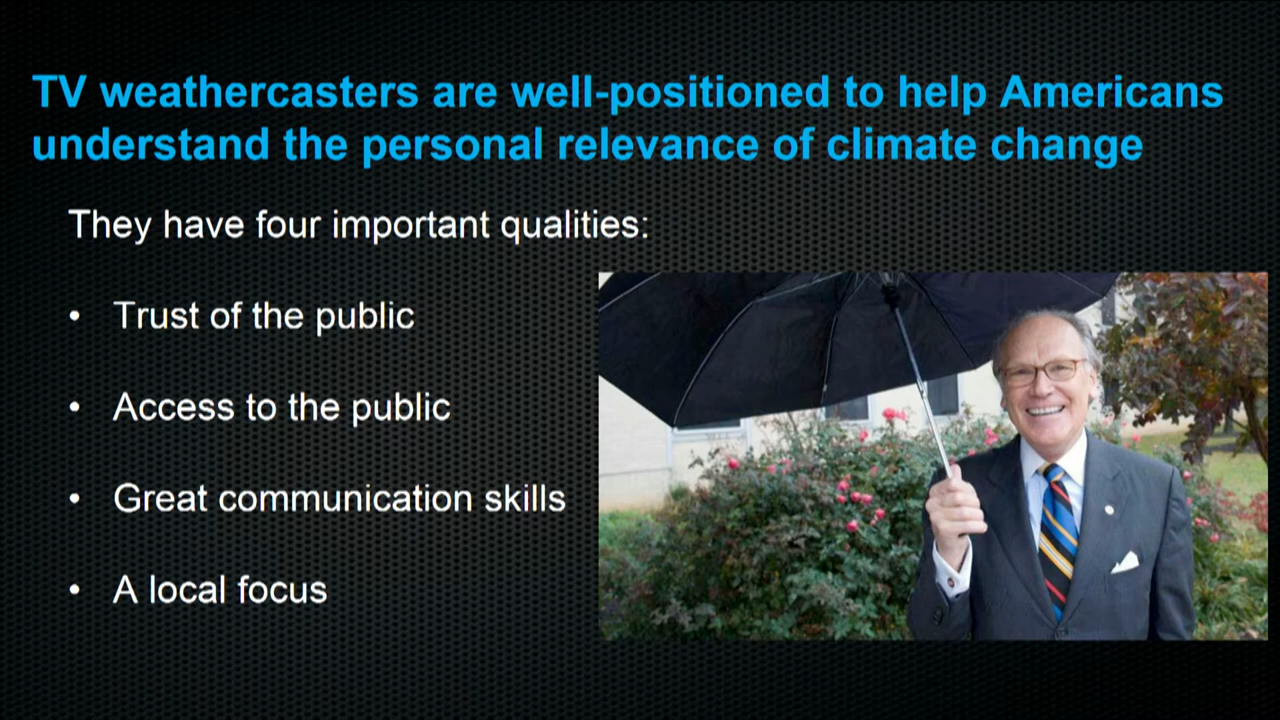 TV weathercasters are well-positioned to help Americans
understand the personal relevance of climate change
They have four important qualities:
• Trust of the public
• Access to the public
• Great communication skills
• A local focus